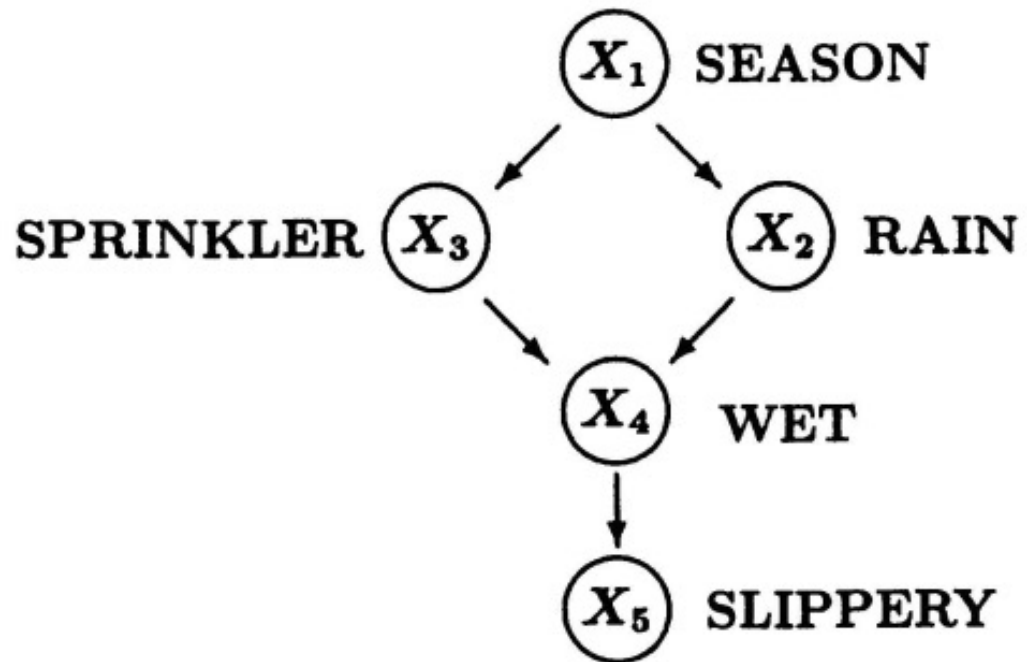 X₁ SEASON
SPRINKLER X₃ X₂ RAIN
X₄ WET
X₅ SLIPPERY